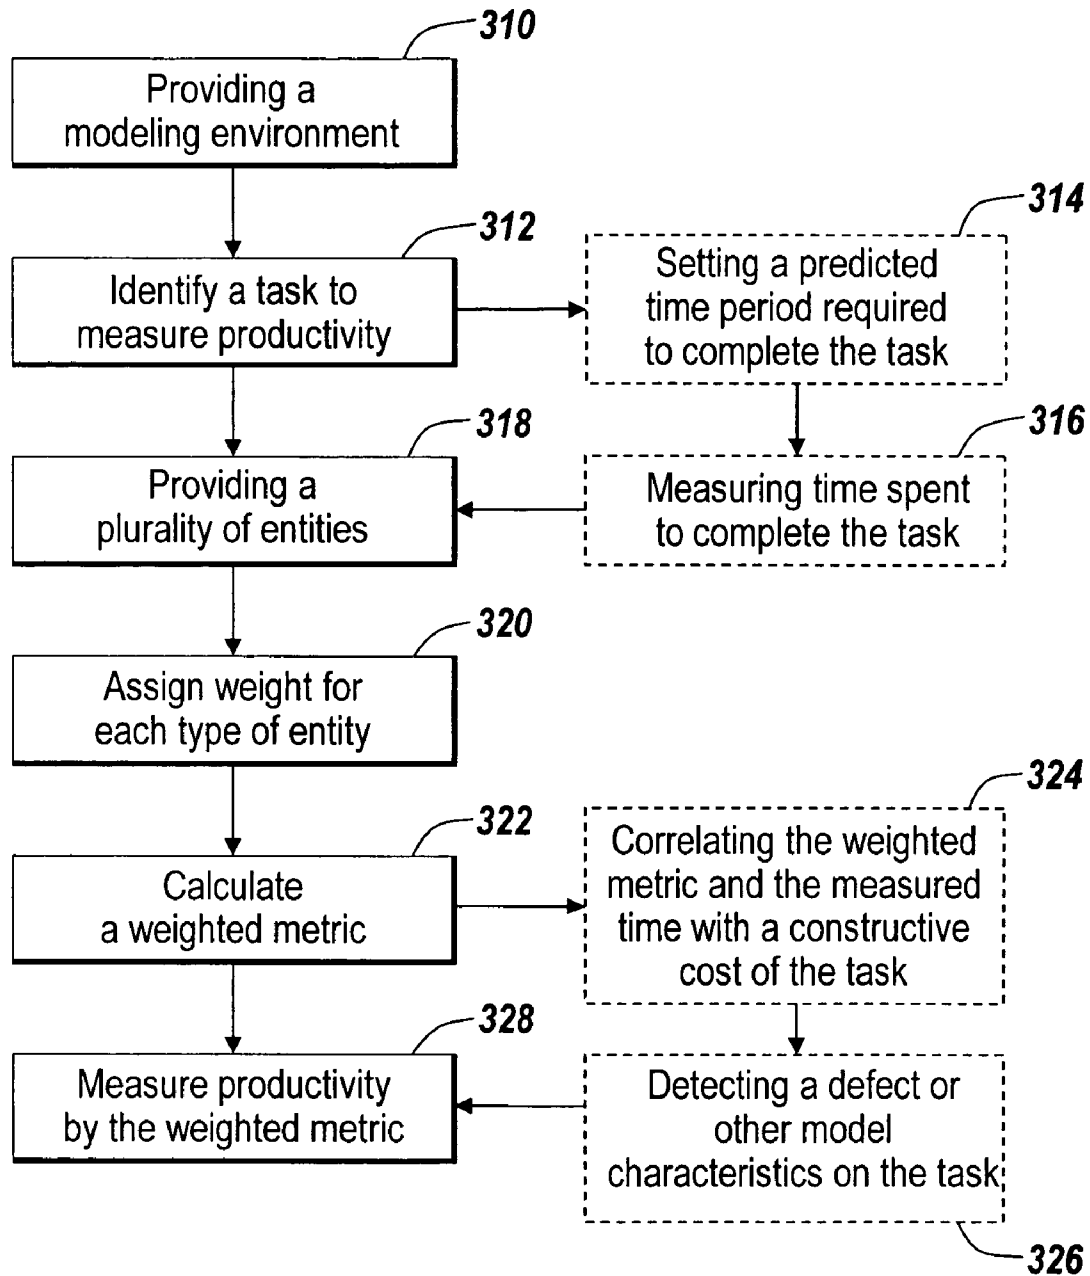 310
Providing a
modeling environment
312
Identify a task to
measure productivity
314
Setting a predicted
time period required
to complete the task
316
Measuring time spent
to complete the task
318
Providing a
plurality of entities
320
Assign weight for
each type of entity
322
Calculate
a weighted metric
324
Correlating the weighted
metric and the measured
time with a constructive
cost of the task
326
Detecting a defect or
other model
characteristics on the task
328
Measure productivity
by the weighted metric